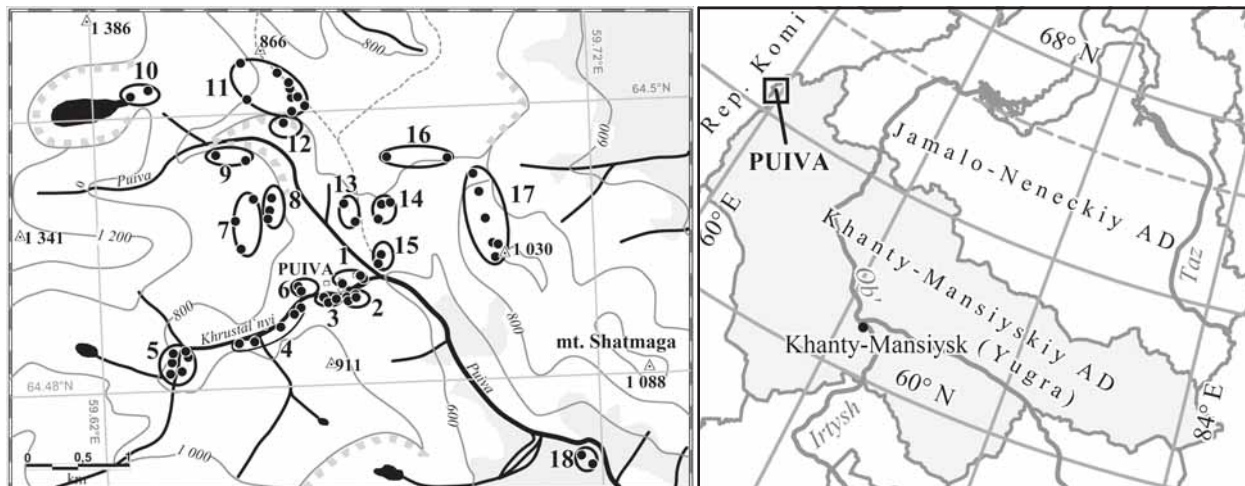 1 386
866
800
59.72°E
10
11
64.5°N
600
12
16
9
Puiva
17
13
14
8
7
1 341
1 200
15
1 030
1
PUIVA
6
2
3
800
800
Khrustal'nyi
4
5
mt. Shatmaga
911
1 088
64.48°N
Puiva
59.62°E
600
1 000
18
0 0,5 1
km
68° N
Rep. Komi
PUIVA
Jamalo-Neneckiy AD
60° E
Khanty-Mansiyskiy AD
(Yugra)
Taz
Ob'
Khanty-Mansiysk
60° N
84° E
Irtysh